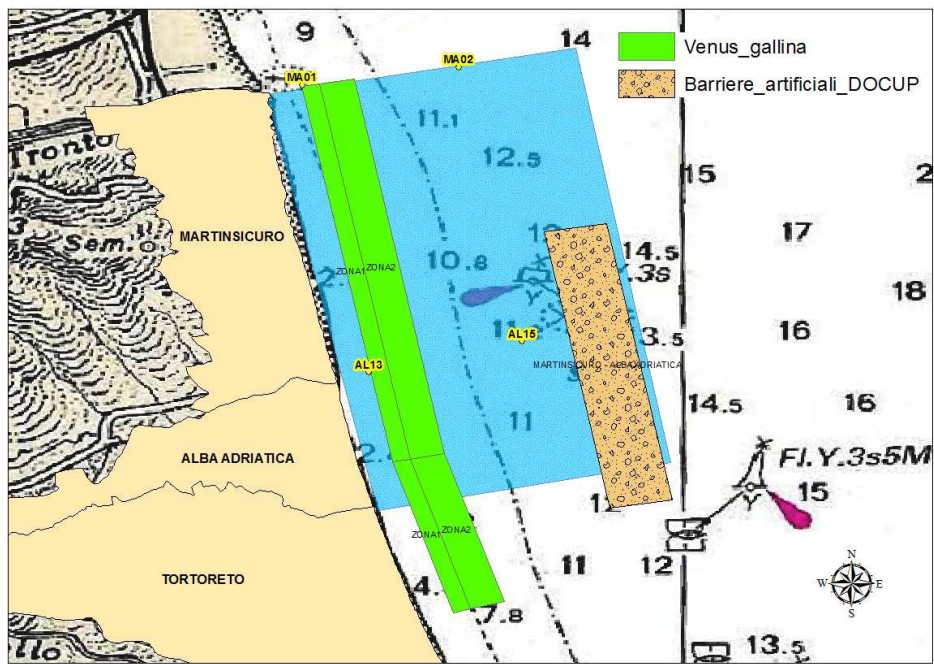 9
14
MA02
MA01
Venus_gallina
Barriere_artificiali_DOCUP
11.1
Tronto
12.5
15
2
MARTINSICURO
17
Sem.
ZONA1
ZONA2
10.8
14.5
.3s
18
16
3.5
AL15
AL13
MARTINSICURO - ALBA ADRIATICA
14.5
16
11
ALBA ADRIATICA
Fl.Y.3s5M
15
ZONA1
ZONA2
11
12
TORTORETO
4.
7.8
N
W
E
S
llo
13.5